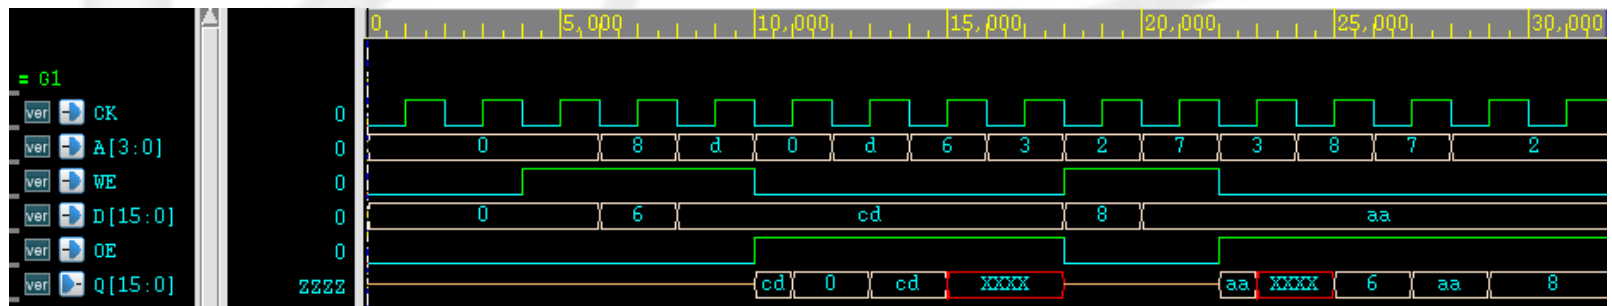 0 5,000 10,000 15,000 20,000 25,000 30,000
= G1
ver CK 0
ver A[3:0] 0 0 8 d 0 d 6 3 2 7 3 8 7 2
ver WE 0
ver D[15:0] 0 0 6 cd 8 aa
ver OE 0
ver Q[15:0] ZZZZ cd 0 cd XXXX aa XXXX 6 aa 8